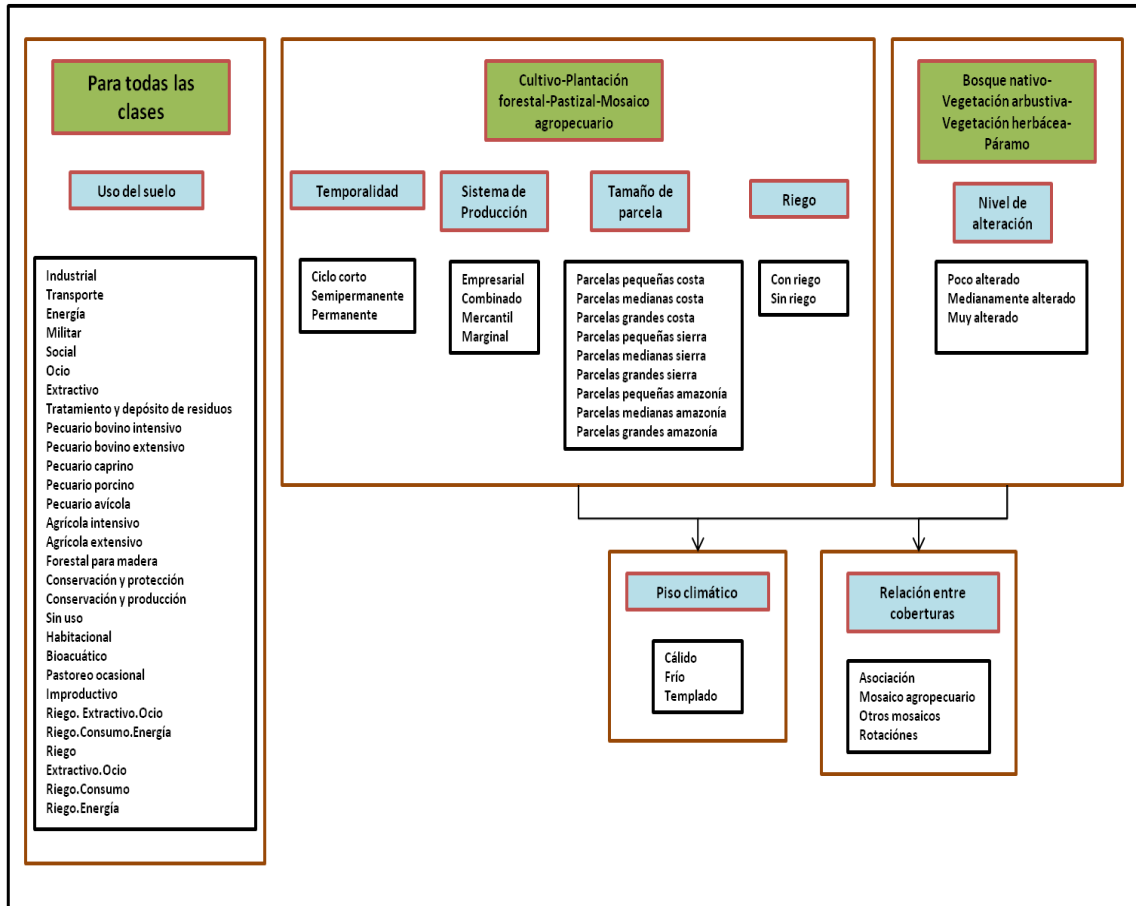 Para todas las
clases
Uso del suelo
Industrial
Transporte
Energía
Militar
Social
Ocio
Extractivo
Tratamiento y depósito de residuos
Pecuario bovino intensivo
Pecuario bovino extensivo
Pecuario caprino
Pecuario porcino
Pecuario avícola
Agrícola intensivo
Agrícola extensivo
Forestal para madera
Conservación y protección
Conservación y producción
Sin uso
Habitacional
Bioacuático
Pastoreo ocasional
Improductivo
Riego. Extractivo.Ocio
Riego.Consumo.Energía
Riego
Extractivo.Ocio
Riego.Consumo
Riego.Energía
Cultivo-Plantación
forestal-Pastizal-Mosaico
agropecuario
Temporalidad
Ciclo corto
Semipermanente
Permanente
Sistema de
Producción
Empresarial
Combinado
Mercantil
Marginal
Tamaño de
parcela
Parcelas pequeñas costa
Parcelas medianas costa
Parcelas grandes costa
Parcelas pequeñas sierra
Parcelas medianas sierra
Parcelas grandes sierra
Parcelas pequeñas amazonía
Parcelas medianas amazonía
Parcelas grandes amazonía
Riego
Con riego
Sin riego
Bosque nativo-
Vegetación arbustiva-
Vegetación herbácea-
Páramo
Nivel de
alteración
Poco alterado
Medianamente alterado
Muy alterado
Piso climático
Cálido
Frío
Templado
Relación entre
coberturas
Asociación
Mosaico agropecuario
Otros mosaicos
Rotaciónes